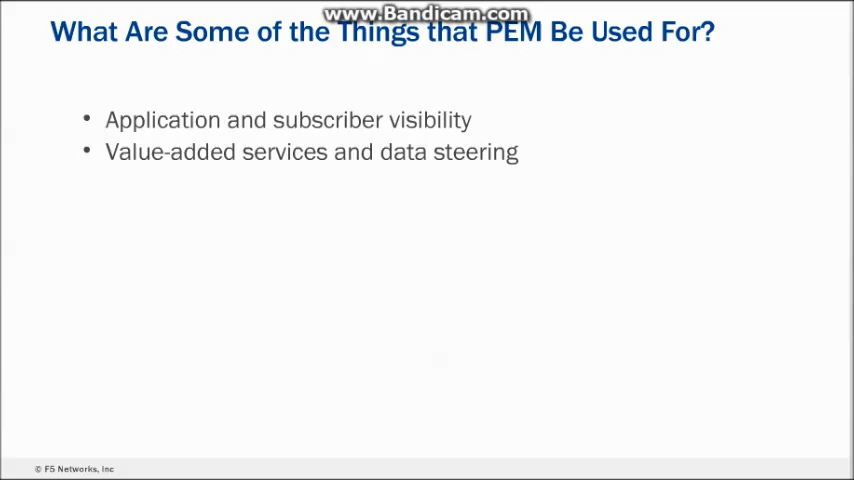 www.Bandicam.com
What Are Some of the Things that PEM Be Used For?
• Application and subscriber visibility
• Value-added services and data steering
© F5 Networks, Inc